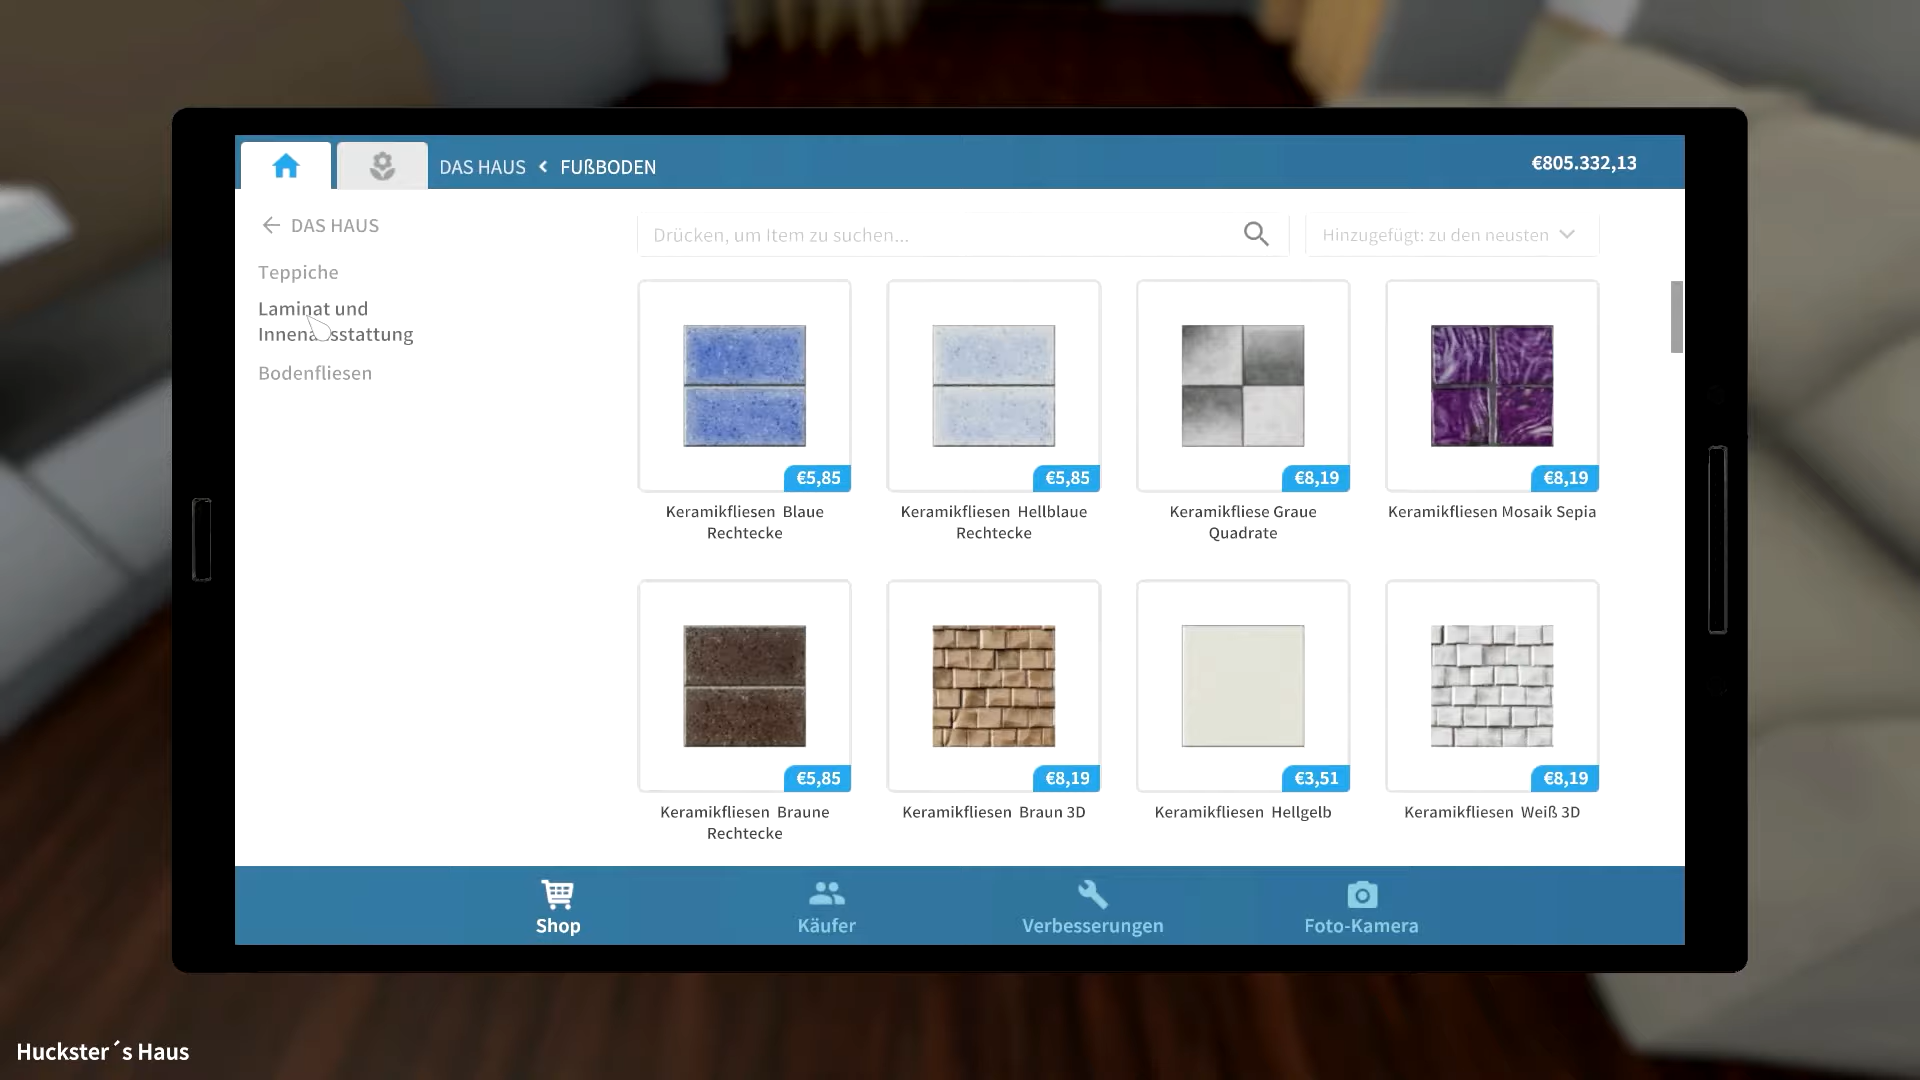 DAS HAUS < FUßBODEN
€805.332,13
← DAS HAUS
Teppiche
Laminat und
Innenausstattung
Bodenfliesen
Drücken, um Item zu suchen...
Hinzugefügt: zu den neusten
€5,85
€5,85
€8,19
€8,19
Keramikfliesen Blaue
Rechtecke
Keramikfliesen Hellblaue
Rechtecke
Keramikfliese Graue
Quadrate
Keramikfliesen Mosaik Sepia
€5,85
€8,19
€3,51
€8,19
Keramikfliesen Braune
Rechtecke
Keramikfliesen Braun 3D
Keramikfliesen Hellgelb
Keramikfliesen Weiß 3D
Shop
Käufer
Verbesserungen
Foto-Kamera
Huckster´s Haus